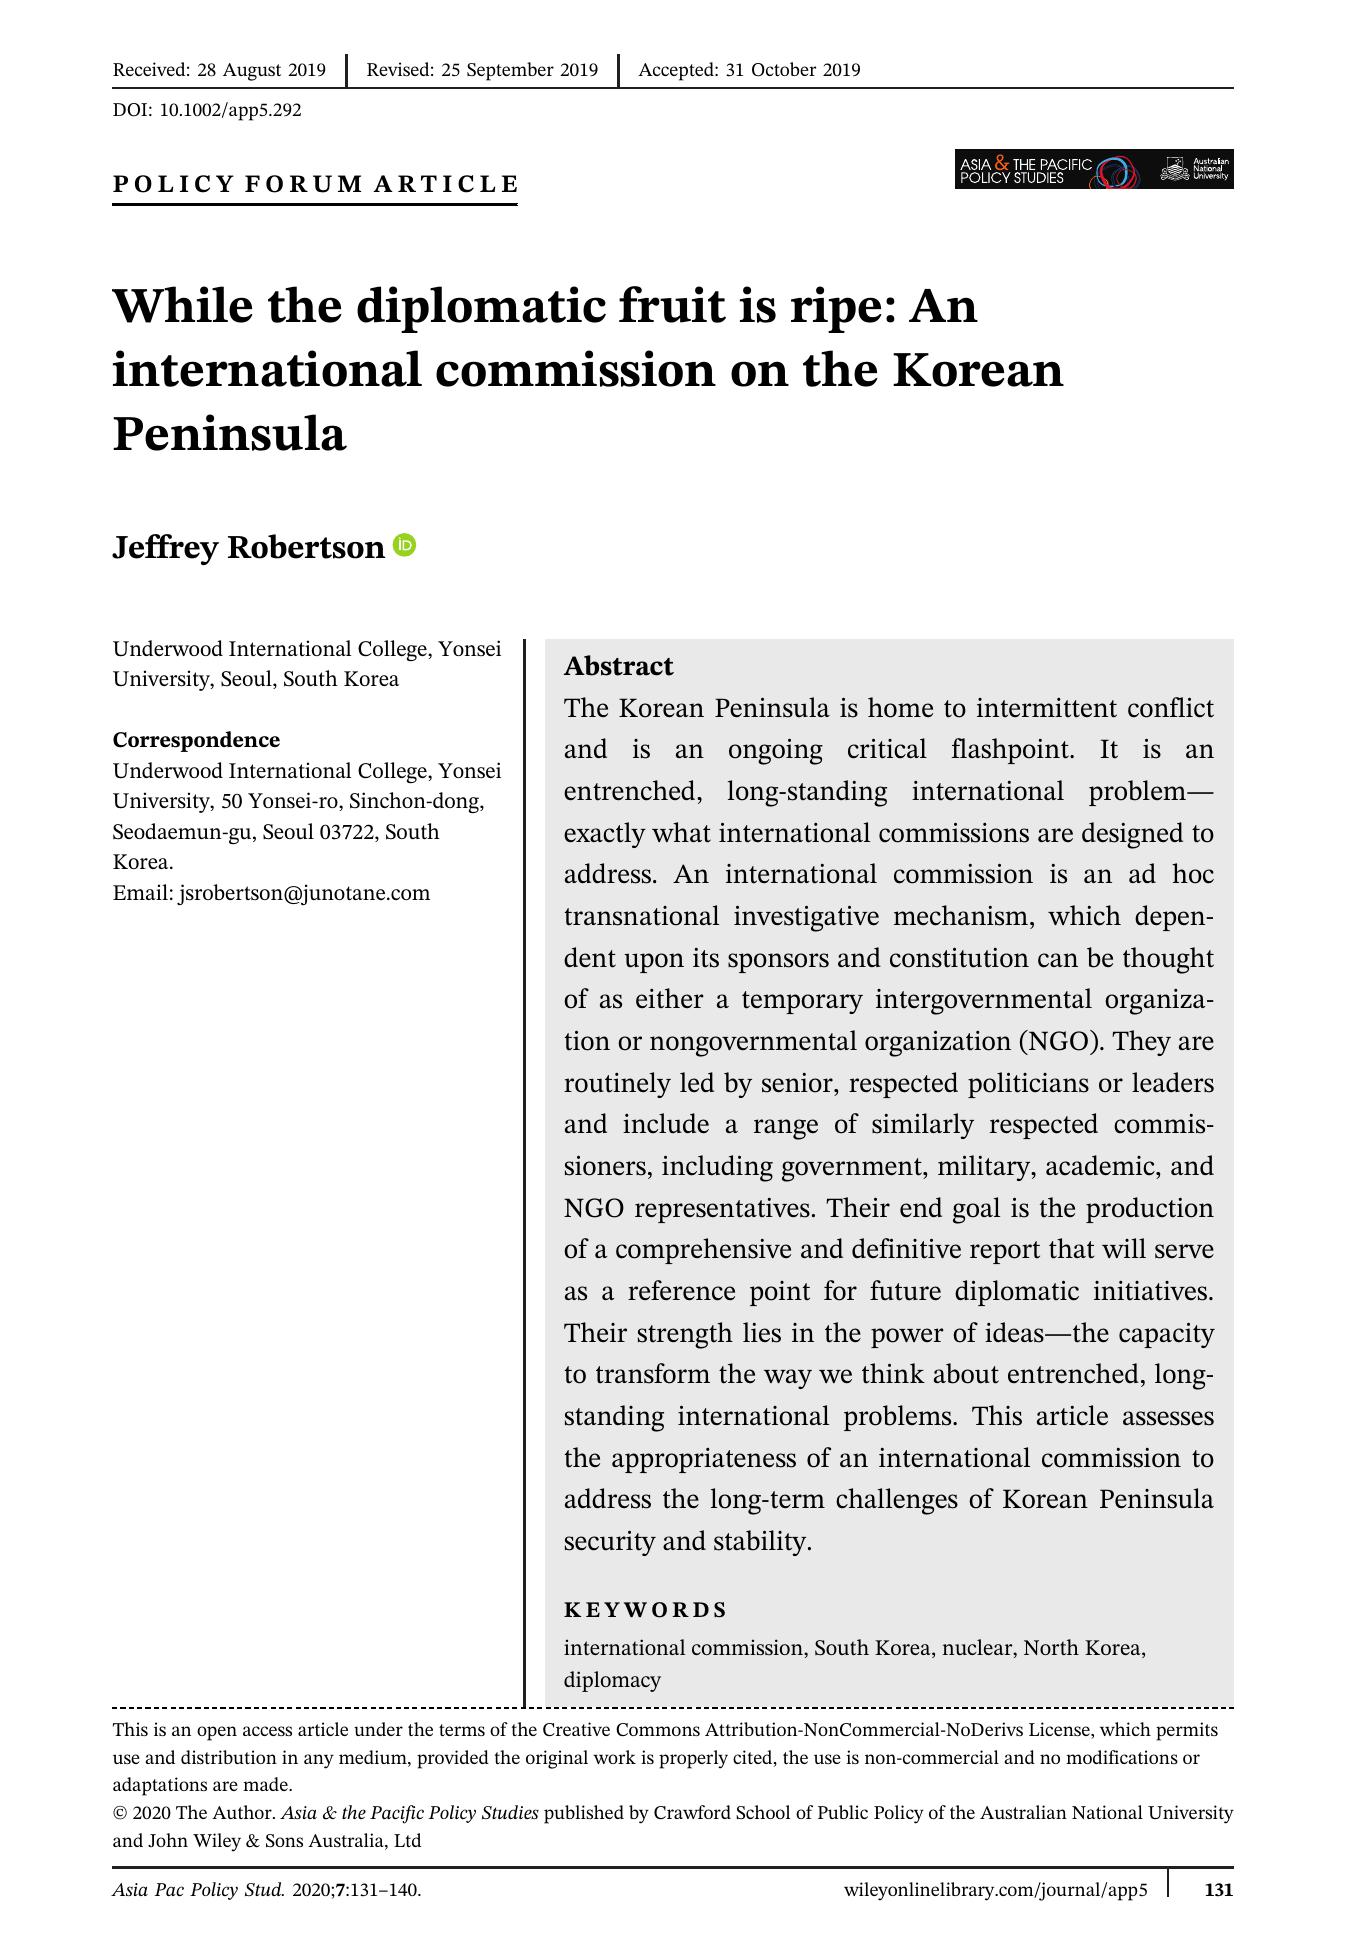 Received: 28 August 2019 | Revised: 25 September 2019 | Accepted: 31 October 2019
DOI: 10.1002/app5.292
POLICY FORUM ARTICLE
ASIA & THE PACIFIC
POLICY STUDIES
Australian
National
University
While the diplomatic fruit is ripe: An
international commission on the Korean
Peninsula
Jeffrey Robertson iD
Underwood International College, Yonsei
University, Seoul, South Korea
Correspondence
Underwood International College, Yonsei
University, 50 Yonsei-ro, Sinchon-dong,
Seodaemun-gu, Seoul 03722, South
Korea.
Email: jsrobertson@junotane.com
Abstract
The Korean Peninsula is home to intermittent conflict
and is an ongoing critical flashpoint. It is an
entrenched, long-standing international problem—
exactly what international commissions are designed to
address. An international commission is an ad hoc
transnational investigative mechanism, which depen-
dent upon its sponsors and constitution can be thought
of as either a temporary intergovernmental organiza-
tion or nongovernmental organization (NGO). They are
routinely led by senior, respected politicians or leaders
and include a range of similarly respected commis-
sioners, including government, military, academic, and
NGO representatives. Their end goal is the production
of a comprehensive and definitive report that will serve
as a reference point for future diplomatic initiatives.
Their strength lies in the power of ideas—the capacity
to transform the way we think about entrenched, long-
standing international problems. This article assesses
the appropriateness of an international commission to
address the long-term challenges of Korean Peninsula
security and stability.
KEYWORDS
international commission, South Korea, nuclear, North Korea,
diplomacy
This is an open access article under the terms of the Creative Commons Attribution-NonCommercial-NoDerivs License, which permits
use and distribution in any medium, provided the original work is properly cited, the use is non-commercial and no modifications or
adaptations are made.
© 2020 The Author. Asia & the Pacific Policy Studies published by Crawford School of Public Policy of the Australian National University
and John Wiley & Sons Australia, Ltd
Asia Pac Policy Stud. 2020;7:131–140.
wileyonlinelibrary.com/journal/app5 | 131